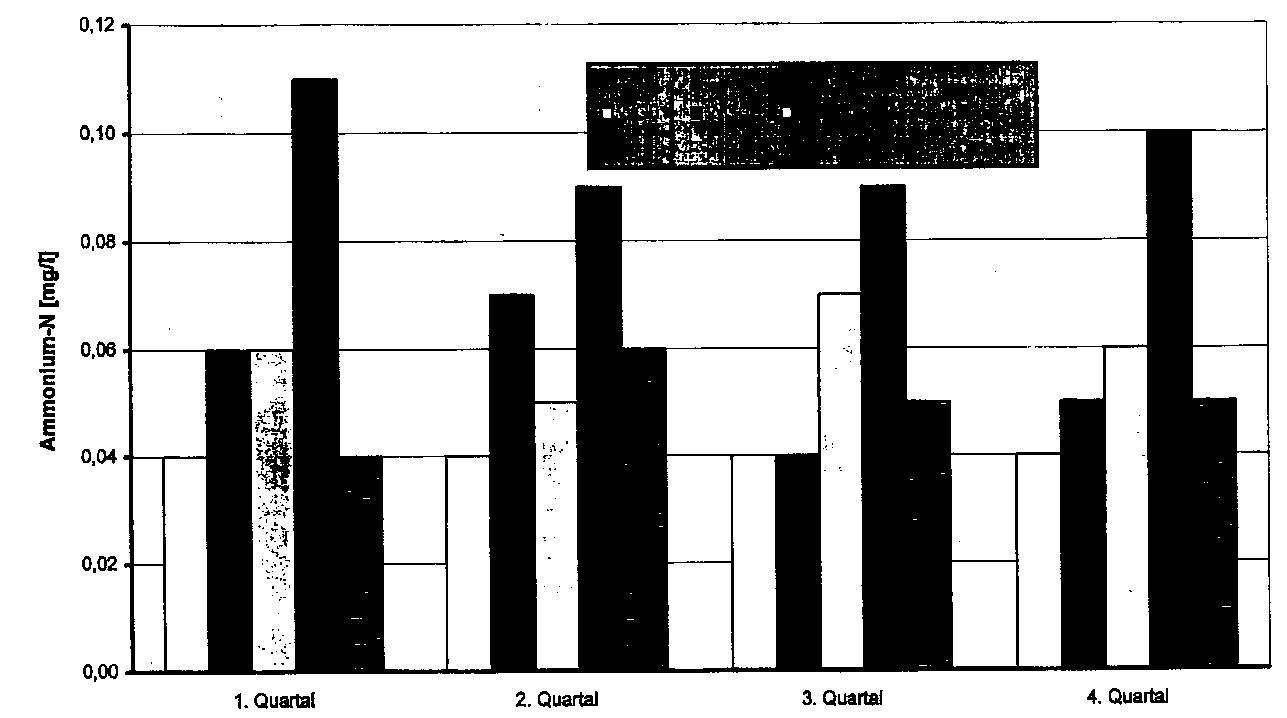 0,12
0,10
0,08
0,06
0,04
0,02
0,00
Ammonium-N [mg/l]
1. Quartal
2. Quartal
3. Quartal
4. Quartal